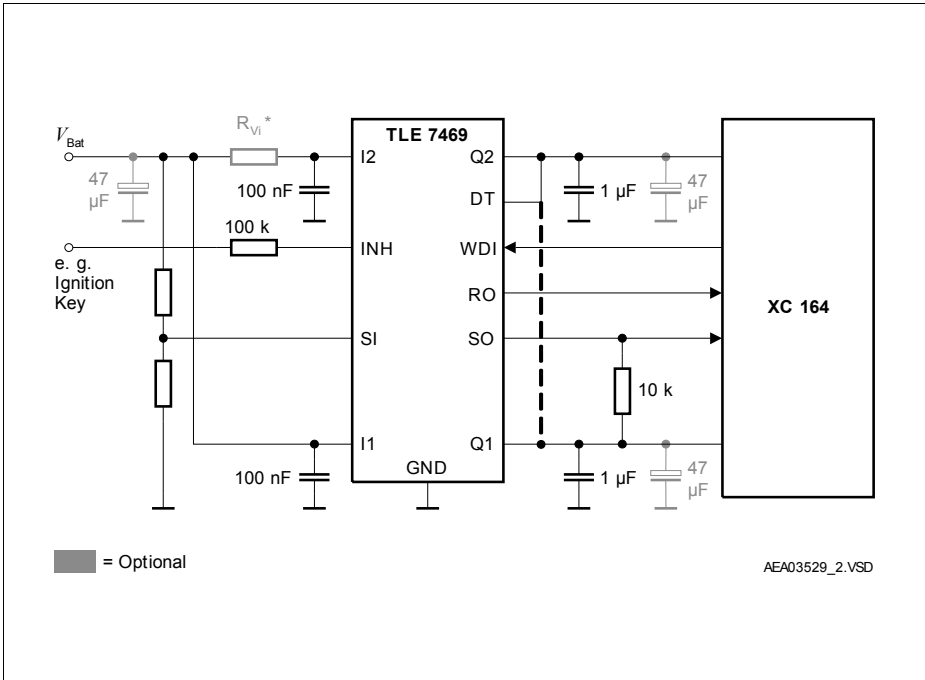 V Bat
R Vi *
TLE 7469
I2
Q2
47
µF
100 nF
1 µF
47
µF
DT
100 k
INH
WDI
e. g.
Ignition
Key
RO
XC 164
SI
SO
10 k
I1
Q1
GND
100 nF
1 µF
47
µF
= Optional
AEA03529_2.VSD